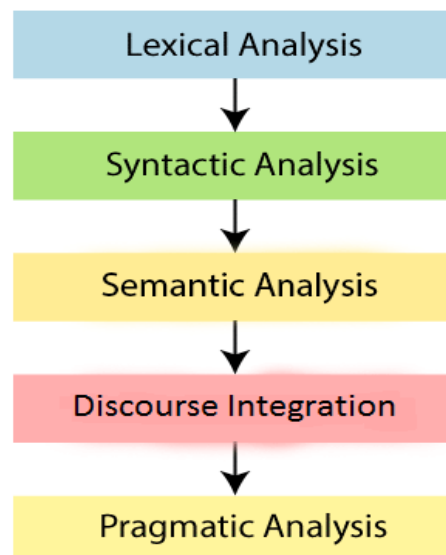 Lexical Analysis
Syntactic Analysis
Semantic Analysis
Discourse Integration
Pragmatic Analysis